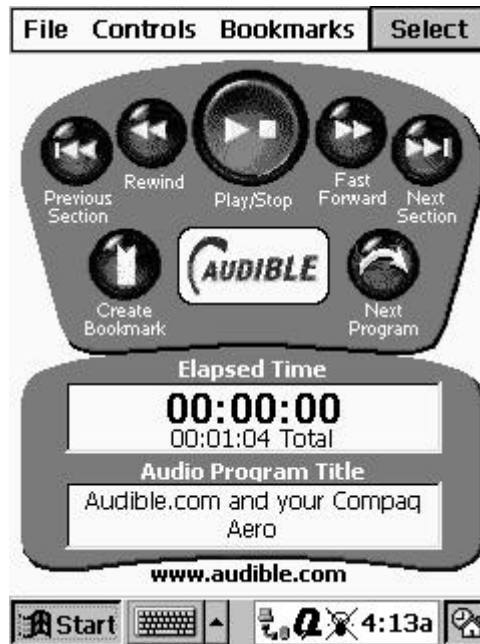 File Controls Bookmarks Select
Previous
Section
Rewind
Play/Stop
Fast
Forward
Next
Section
Create
Bookmark
AUDIBLE
Next
Program
Elapsed Time
00:00:00
00:01:04 Total
Audio Program Title
Audible.com and your Compaq
Aero
www.audible.com
Start 4:13a